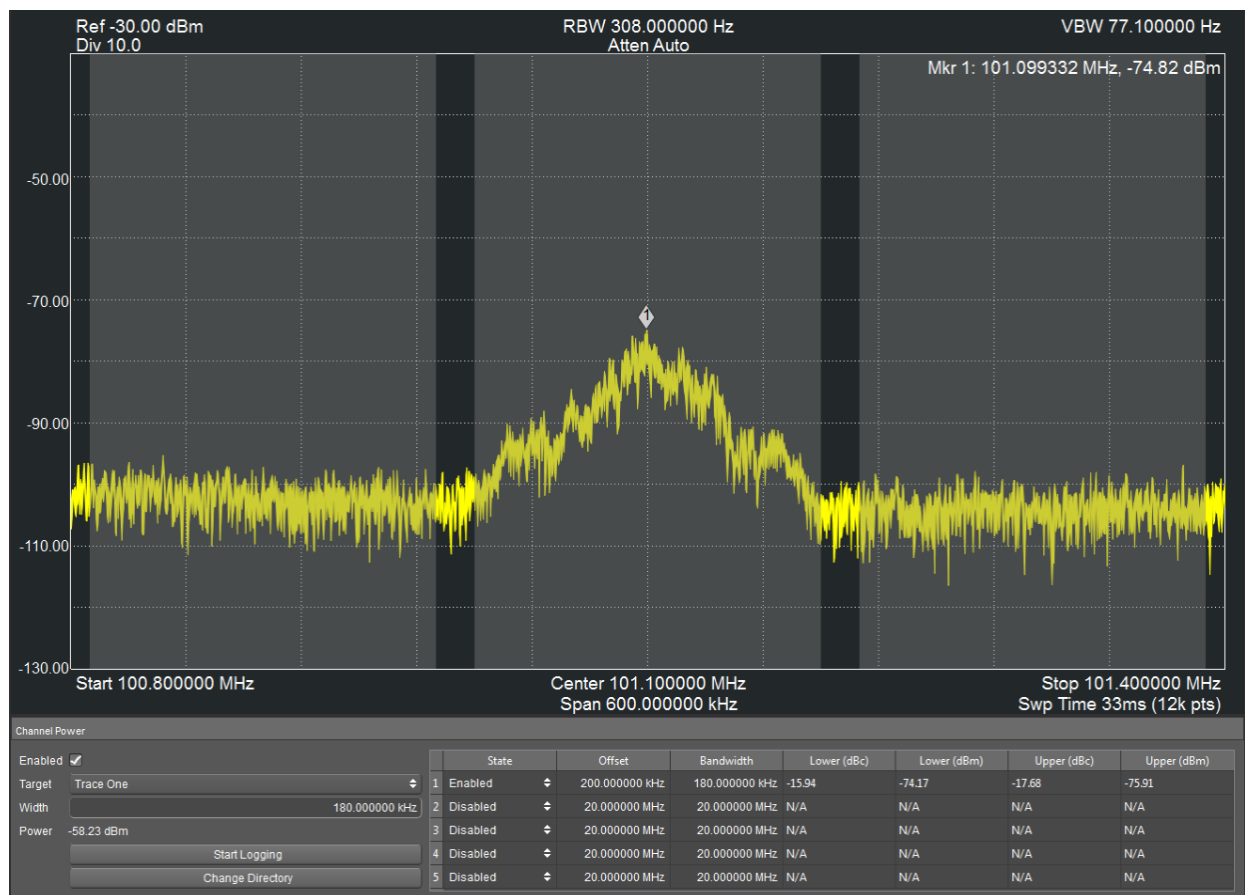 Ref -30.00 dBm RBW 308.000000 Hz VBW 77.100000 Hz
Div 10.0 Atten Auto
Mkr 1: 101.099332 MHz, -74.82 dBm
-50.00
-70.00
1
-90.00
-110.00
-130.00
Start 100.800000 MHz Center 101.100000 MHz Stop 101.400000 MHz
Span 600.000000 kHz Swp Time 33ms (12k pts)
Channel Power
Enabled
Target Trace One
Width 180.000000 kHz
Power -58.23 dBm
Start Logging
Change Directory
State Offset Bandwidth Lower (dBc) Lower (dBm) Upper (dBc) Upper (dBm)
1 Enabled 200.000000 kHz 180.000000 kHz -15.94 -74.17 -17.68 -75.91
2 Disabled 20.000000 MHz 20.000000 MHz N/A N/A N/A N/A
3 Disabled 20.000000 MHz 20.000000 MHz N/A N/A N/A N/A
4 Disabled 20.000000 MHz 20.000000 MHz N/A N/A N/A N/A
5 Disabled 20.000000 MHz 20.000000 MHz N/A N/A N/A N/A